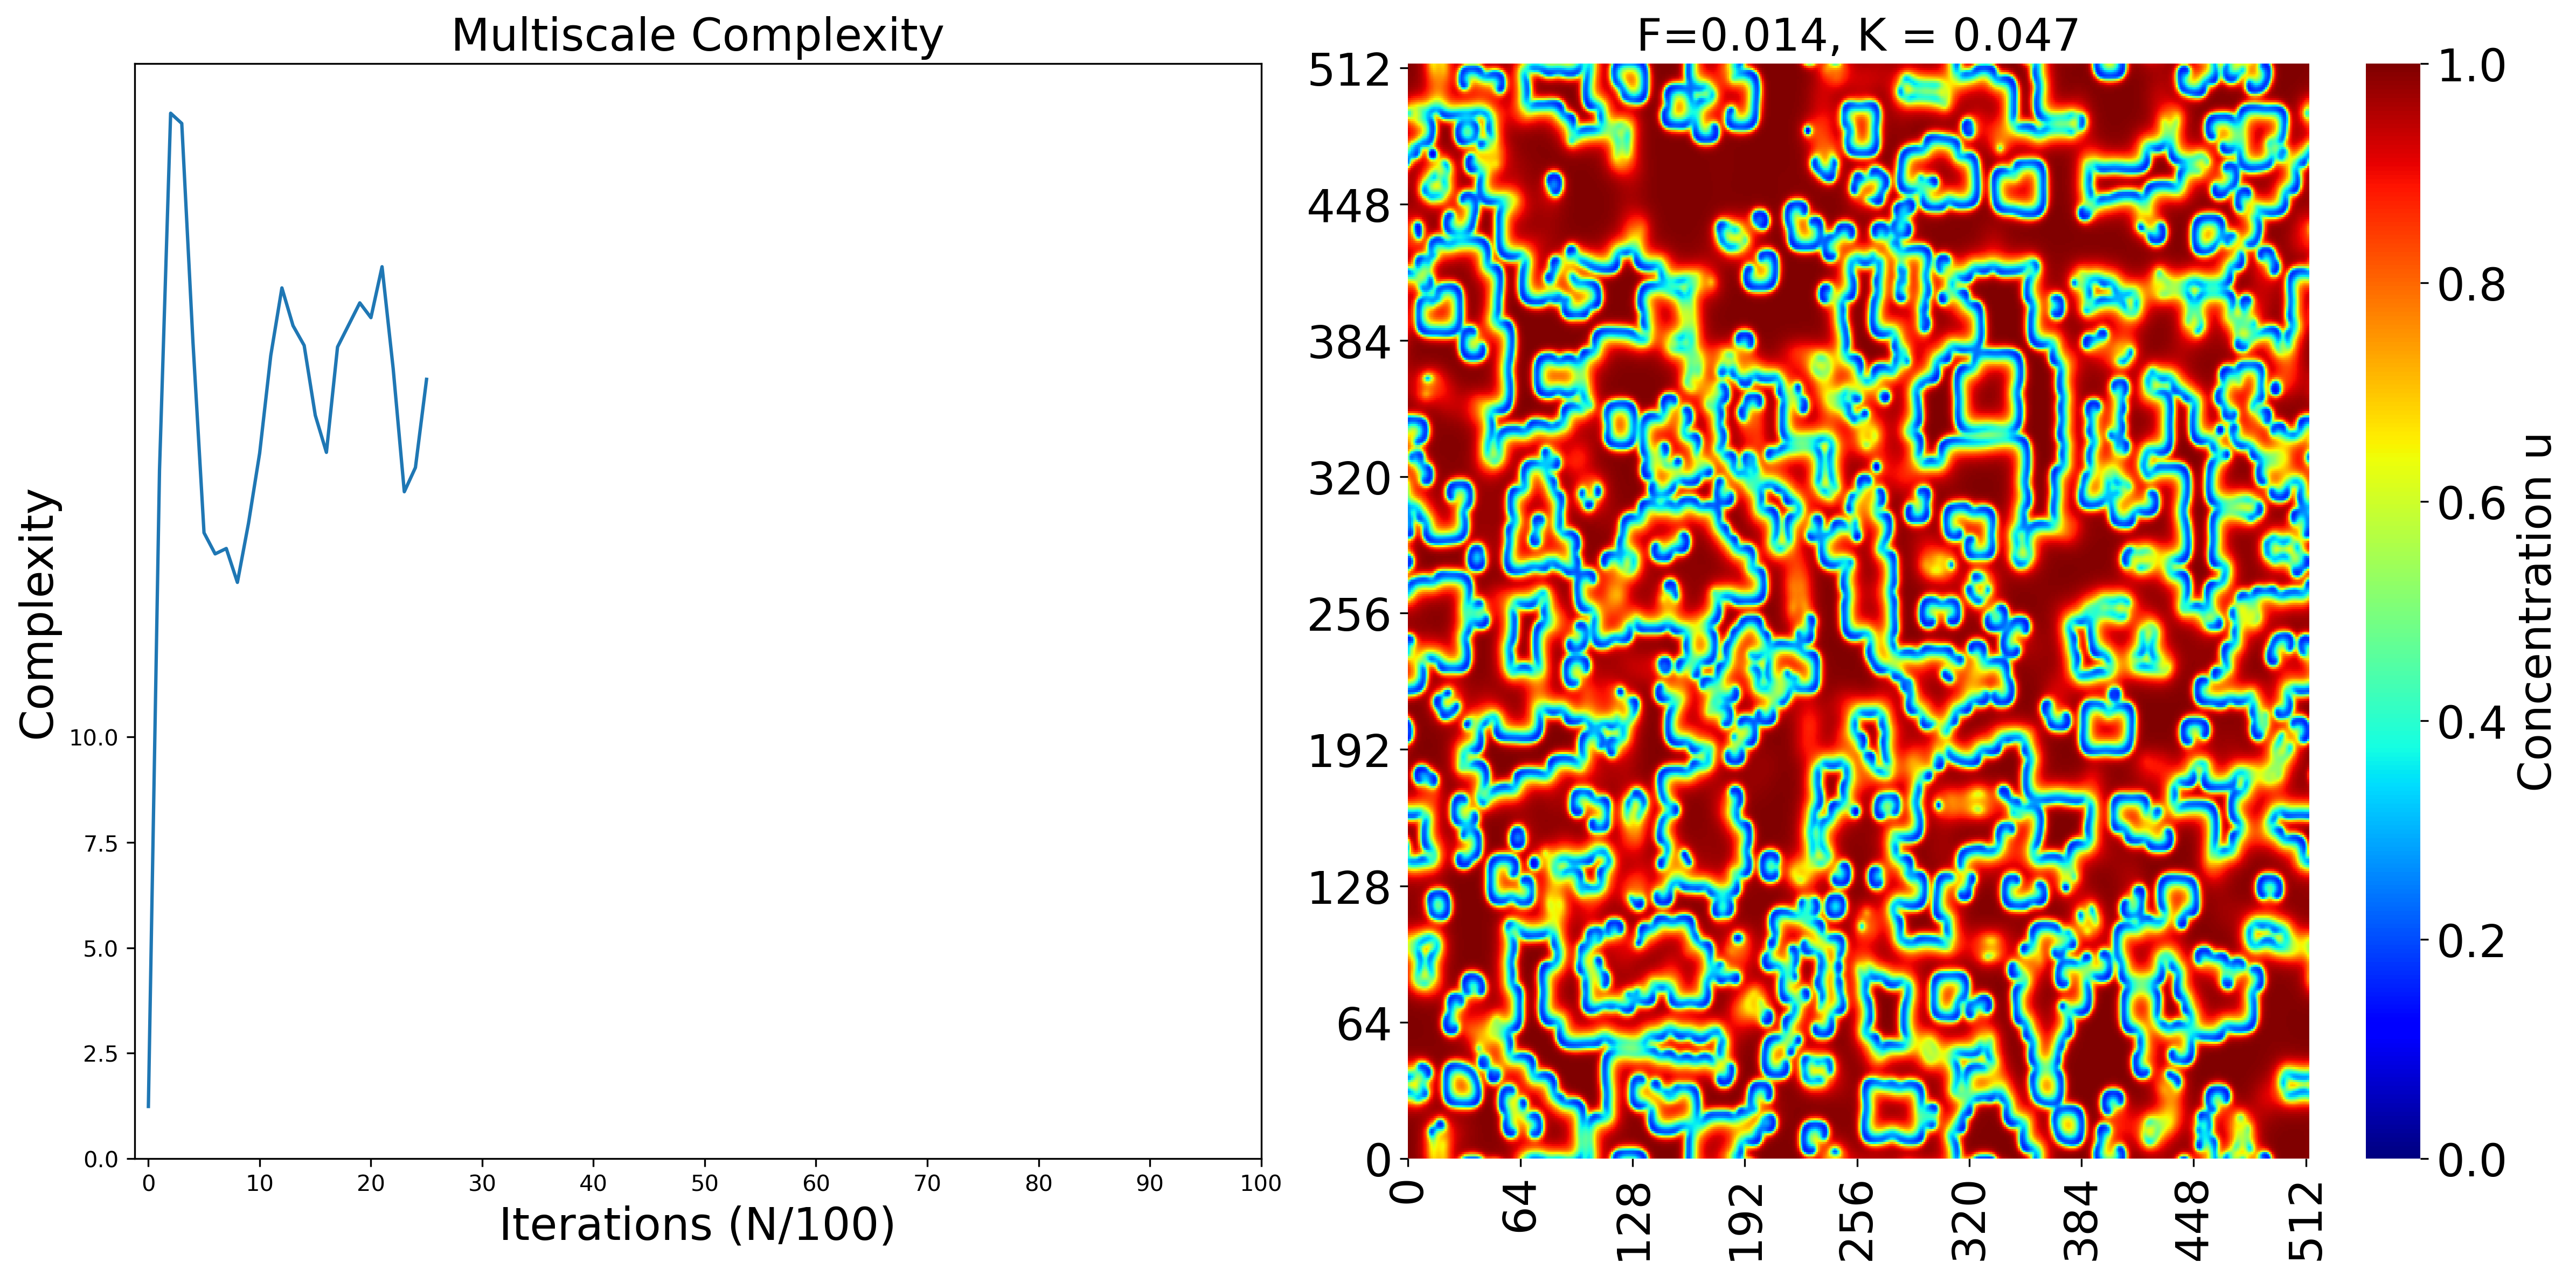 Multiscale Complexity
Complexity
10.0
7.5
5.0
2.5
0.0
0 10 20 30 40 50 60 70 80 90 100
Iterations (N/100)
F=0.014, K = 0.047
512
448
384
320
256
192
128
64
0
0 64 128 192 256 320 384 448 512
1.0
0.8
0.6
0.4
0.2
0.0
Concentration u